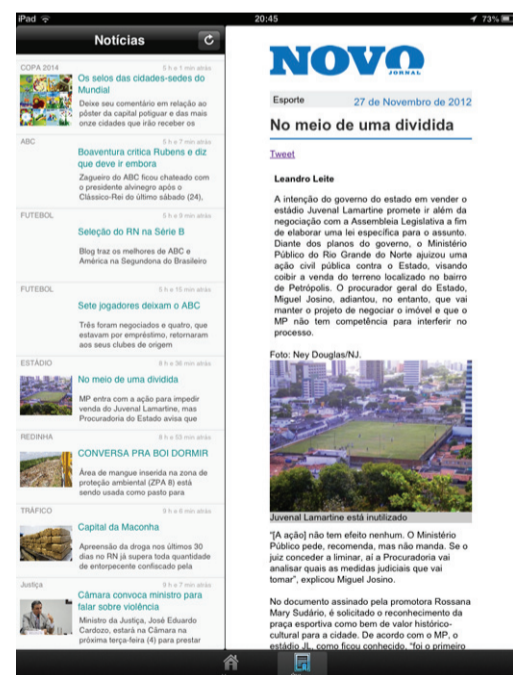 iPad
20:45
73%
Notícias
COPA 2014
5 h e 1 min atrás
Os selos das cidades-sedes do
Mundial
Deixe seu comentário em relação ao
pôster da capital potiguar e das mais
onze cidades que irão receber os
ABC
5 h e 7 min atrás
Boaventura critica Rubens e diz
que deve ir embora
Zagueiro do ABC ficou chateado com
o presidente alvinegro após o
Clássico-Rei do último sábado (24),
FUTEBOL
5 h e 9 min atrás
Seleção do RN na Série B
Blog traz os melhores de ABC e
América na Segundona do Brasileiro
FUTEBOL
5 h e 15 min atrás
Sete jogadores deixam o ABC
Três foram negociados e quatro, que
estavam por empréstimo, retornaram
aos seus clubes de origem
ESTÁDIO
8 h e 36 min atrás
No meio de uma dividida
MP entra com a ação para impedir
venda do Juvenal Lamartine, mas
Procuradoria do Estado avisa que
REDINHA
8 h e 53 min atrás
CONVERSA PRA BOI DORMIR
Área de mangue inserida na zona de
proteção ambiental (ZPA 8) está
sendo usada como pasto para
TRÁFICO
9 h e 6 min atrás
Capital da Maconha
Apreensão da droga nos últimos 30
dias no RN já supera toda quantidade
de entorpecente confiscado pela
Justiça
9 h e 7 min atrás
Câmara convoca ministro para
falar sobre violência
Ministro da Justiça, José Eduardo
Cardozo, estará na Câmara na
próxima terça-feira (4) para prestar
NOVO
JORNAL
Esporte
27 de Novembro de 2012
No meio de uma dividida
Tweet
Leandro Leite
A intenção do governo do estado em vender o
estádio Juvenal Lamartine promete ir além da
negociação com a Assembleia Legislativa a fim
de elaborar uma lei específica para o assunto.
Diante dos planos do governo, o Ministério
Público do Rio Grande do Norte ajuizou uma
ação civil pública contra o Estado, visando
coibir a venda do terreno localizado no bairro
de Petrópolis. O procurador geral do Estado,
Miguel Josino, adiantou, no entanto, que vai
manter o projeto de negociar o imóvel e que o
MP não tem competência para interferir no
processo.
Foto: Ney Douglas/NJ.
Juvenal Lamartine está inutilizado
"[A ação] não tem efeito nenhum. O Ministério
Público pede, recomenda, mas não manda. Se o
juiz conceder a liminar, aí a Procuradoria vai
analisar quais as medidas judiciais que vai
tomar", explicou Miguel Josino.
No documento assinado pela promotora Rossana
Mary Sudário, é solicitado o reconhecimento da
praça esportiva como bem de valor histórico-
cultural para a cidade. De acordo com o MP, o
estádio JL, como ficou conhecido, "foi o primeiro